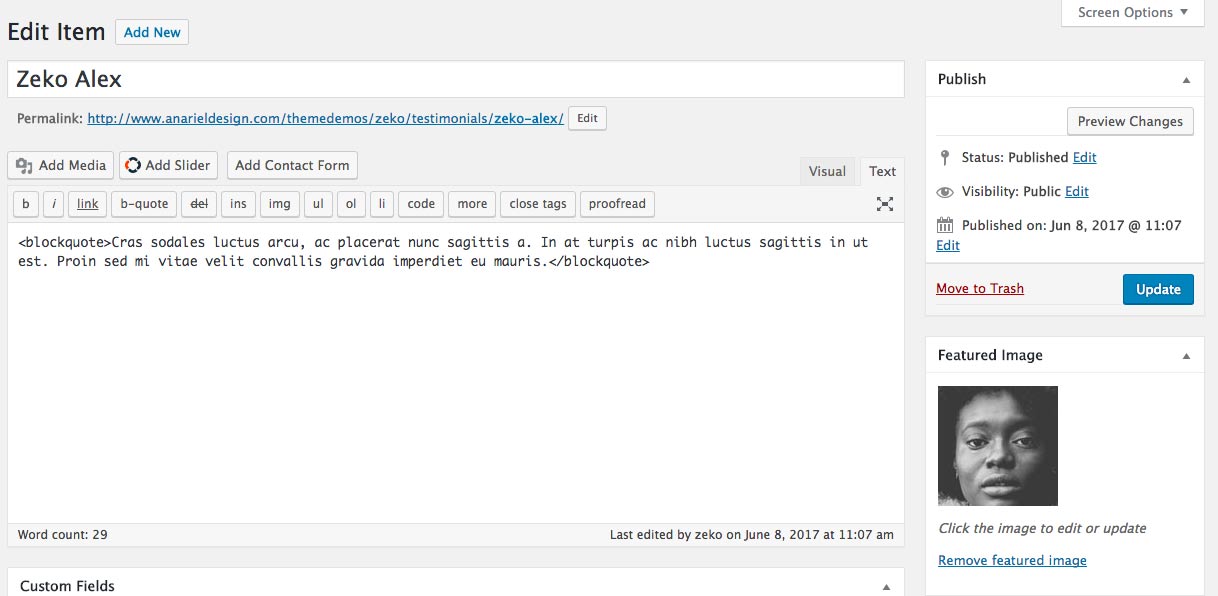 Screen Options
Edit Item Add New
Zeko Alex
Permalink: http://www.anarieldesign.com/themedemos/zeko/testimonials/zeko-alex/ Edit
Add Media Add Slider Add Contact Form
Visual Text
b i link b-quote del ins img ul ol li code more close tags proofread
<blockquote>Cras sodales luctus arcu, ac placerat nunc sagittis a. In at turpis ac nibh luctus sagittis in ut
est. Proin sed mi vitae velit convallis gravida imperdiet eu mauris.</blockquote>
Word count: 29 Last edited by zeko on June 8, 2017 at 11:07 am
Custom Fields
Publish
Preview Changes
Status: Published Edit
Visibility: Public Edit
Published on: Jun 8, 2017 @ 11:07
Edit
Move to Trash Update
Featured Image
Click the image to edit or update
Remove featured image